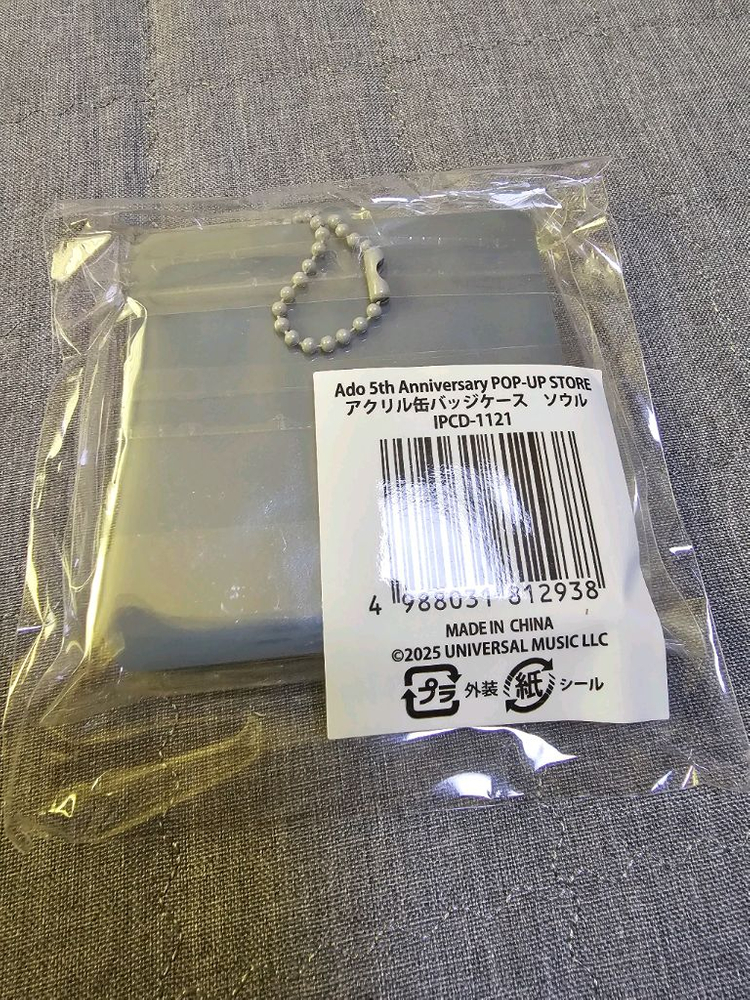 Ado 5th Anniversary POP-UP STORE
アクリル缶バッジケース　ソウル
IPCD-1121
4 988031 812938
MADE IN CHINA
©2025 UNIVERSAL MUSIC LLC
プラ 外装 紙 シール